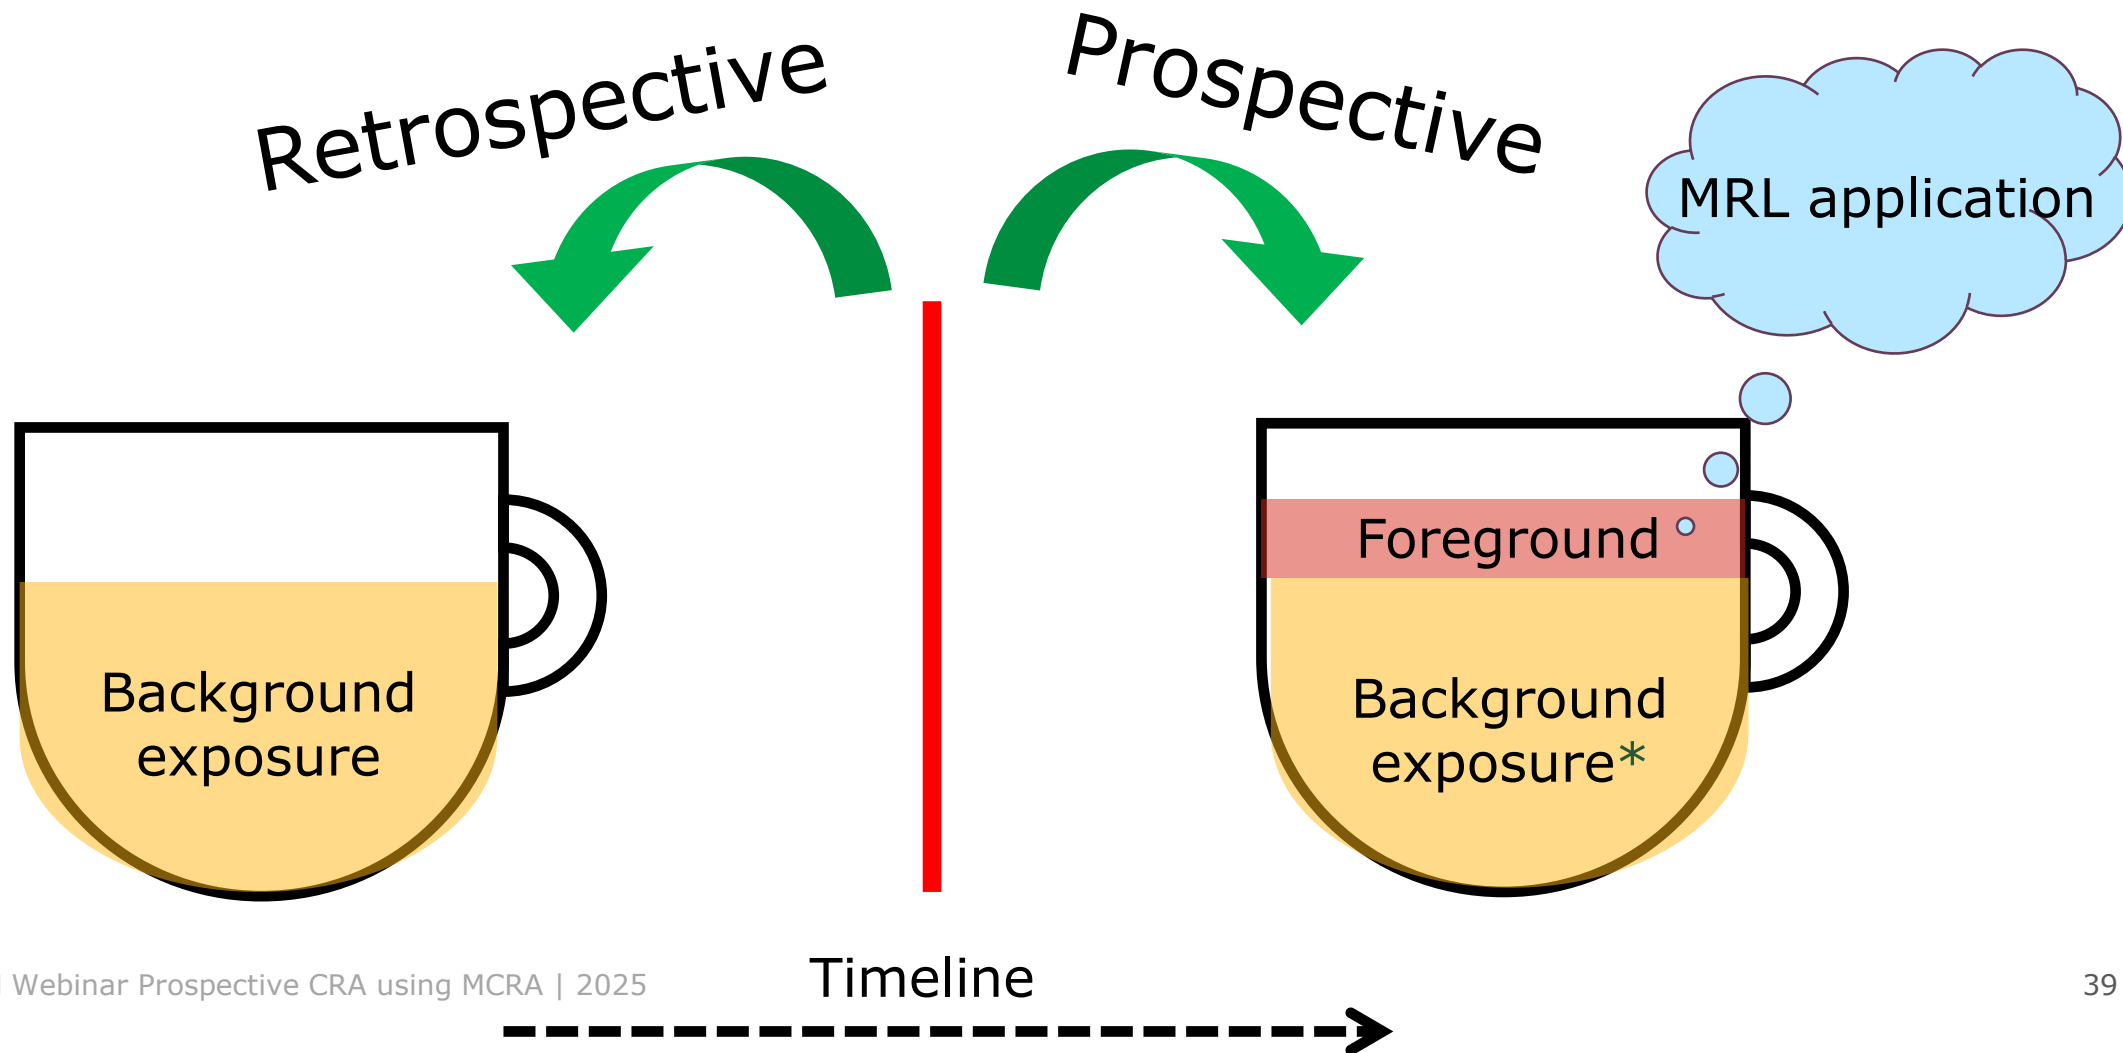 Retrospective
Prospective
MRL application
Foreground
Background
exposure
Background
exposure*
Timeline
Webinar Prospective CRA using MCRA | 2025
39